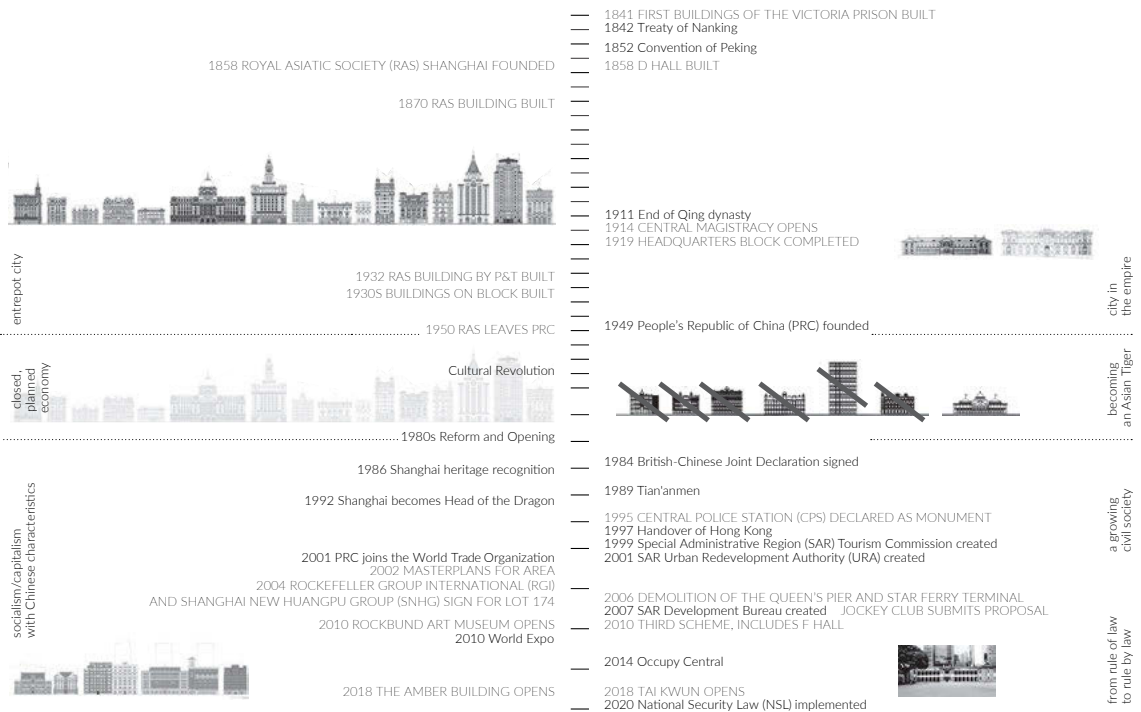 1858 ROYAL ASIATIC SOCIETY (RAS) SHANGHAI FOUNDED
1870 RAS BUILDING BUILT
entrepot city
1932 RAS BUILDING BY P&T BUILT
1930S BUILDINGS ON BLOCK BUILT
1950 RAS LEAVES PRC
closed,
planned
economy
Cultural Revolution
1980s Reform and Opening
1986 Shanghai heritage recognition
1992 Shanghai becomes Head of the Dragon
socialism/capitalism
with Chinese characteristics
2001 PRC joins the World Trade Organization
2002 MASTERPLANS FOR AREA
2004 ROCKEFELLER GROUP INTERNATIONAL (RGI)
AND SHANGHAI NEW HUANGPU GROUP (SNHG) SIGN FOR LOT 174
2010 ROCKBUND ART MUSEUM OPENS
2010 World Expo
2018 THE AMBER BUILDING OPENS
1841 FIRST BUILDINGS OF THE VICTORIA PRISON BUILT
1842 Treaty of Nanking
1852 Convention of Peking
1858 D HALL BUILT
1911 End of Qing dynasty
1914 CENTRAL MAGISTRACY OPENS
1919 HEADQUARTERS BLOCK COMPLETED
city in
the empire
1949 People's Republic of China (PRC) founded
becoming
an Asian Tiger
1984 British-Chinese Joint Declaration signed
1989 Tian'anmen
1995 CENTRAL POLICE STATION (CPS) DECLARED AS MONUMENT
1997 Handover of Hong Kong
1999 Special Administrative Region (SAR) Tourism Commission created
2001 SAR Urban Redevelopment Authority (URA) created
a growing
civil society
2006 DEMOLITION OF THE QUEEN'S PIER AND STAR FERRY TERMINAL
2007 SAR Development Bureau created JOCKEY CLUB SUBMITS PROPOSAL
2010 THIRD SCHEME, INCLUDES F HALL
2014 Occupy Central
2018 TAI KWUN OPENS
2020 National Security Law (NSL) implemented
from rule of law
to rule by law